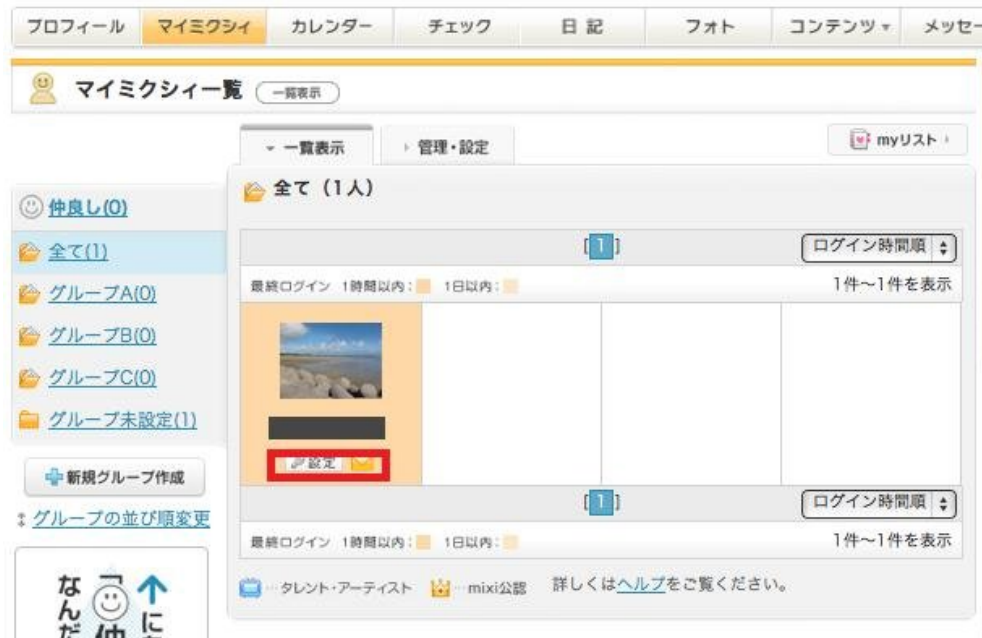 プロフィール マイミクシィ カレンダー チェック 日記 フォト コンテンツ▼ メッセー
マイミクシィ一覧 一覧表示
一覧表示 管理・設定 myリスト
仲良し(0)
全て(1)
グループA(0)
グループB(0)
グループC(0)
グループ未設定(1)
新規グループ作成
グループの並び順変更
全て（1人）
[1] ログイン時間順
最終ログイン 1時間以内： 1日以内： 1件〜1件を表示
設定
[1] ログイン時間順
最終ログイン 1時間以内： 1日以内： 1件〜1件を表示
…タレント・アーティスト …mixi公認 詳しくはヘルプをご覧ください。
に
「仲
なんだ